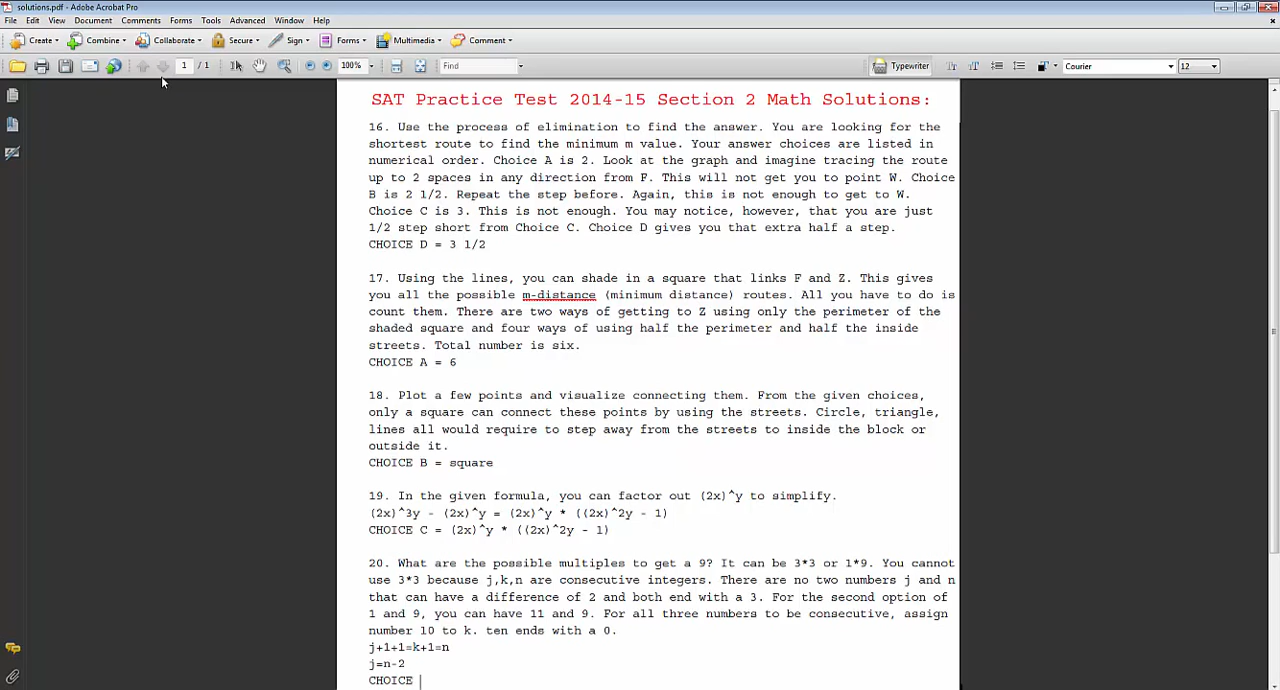 solutions.pdf - Adobe Acrobat Pro
File Edit View Document Comments Forms Tools Advanced Window Help
Create Combine Collaborate Secure Sign Forms Multimedia Comment
1 / 1 100% Find Typewriter Courier 12
SAT Practice Test 2014-15 Section 2 Math Solutions:
16. Use the process of elimination to find the answer. You are looking for the
shortest route to find the minimum m value. Your answer choices are listed in
numerical order. Choice A is 2. Look at the graph and imagine tracing the route
up to 2 spaces in any direction from F. This will not get you to point W. Choice
B is 2 1/2. Repeat the step before. Again, this is not enough to get to W.
Choice C is 3. This is not enough. You may notice, however, that you are just
1/2 step short from Choice C. Choice D gives you that extra half a step.
CHOICE D = 3 1/2
17. Using the lines, you can shade in a square that links F and Z. This gives
you all the possible m-distance (minimum distance) routes. All you have to do is
count them. There are two ways of getting to Z using only the perimeter of the
shaded square and four ways of using half the perimeter and half the inside
streets. Total number is six.
CHOICE A = 6
18. Plot a few points and visualize connecting them. From the given choices,
only a square can connect these points by using the streets. Circle, triangle,
lines all would require to step away from the streets to inside the block or
outside it.
CHOICE B = square
19. In the given formula, you can factor out (2x)^y to simplify.
(2x)^3y - (2x)^y = (2x)^y * ((2x)^2y - 1)
CHOICE C = (2x)^y * ((2x)^2y - 1)
20. What are the possible multiples to get a 9? It can be 3*3 or 1*9. You cannot
use 3*3 because j,k,n are consecutive integers. There are no two numbers j and n
that can have a difference of 2 and both end with a 3. For the second option of
1 and 9, you can have 11 and 9. For all three numbers to be consecutive, assign
number 10 to k. ten ends with a 0.
j+1+1=k+1=n
j=n-2
CHOICE